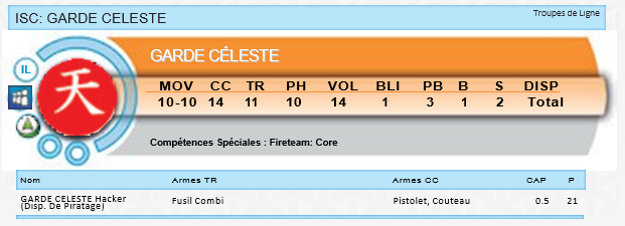 ISC: GARDE CELESTE
Troupes de Ligne
GARDE CÉLESTE
IL
天
MOV CC TR PH VOL BLI PB B S DISP
10-10 14 11 10 14 1 3 1 2 Total
Compétences Spéciales : Fireteam: Core
Nom Armes TR Armes CC CAP P
GARDE CELESTE Hacker Fusil Combi Pistolet, Couteau 0.5 21
(Disp. De Piratage)